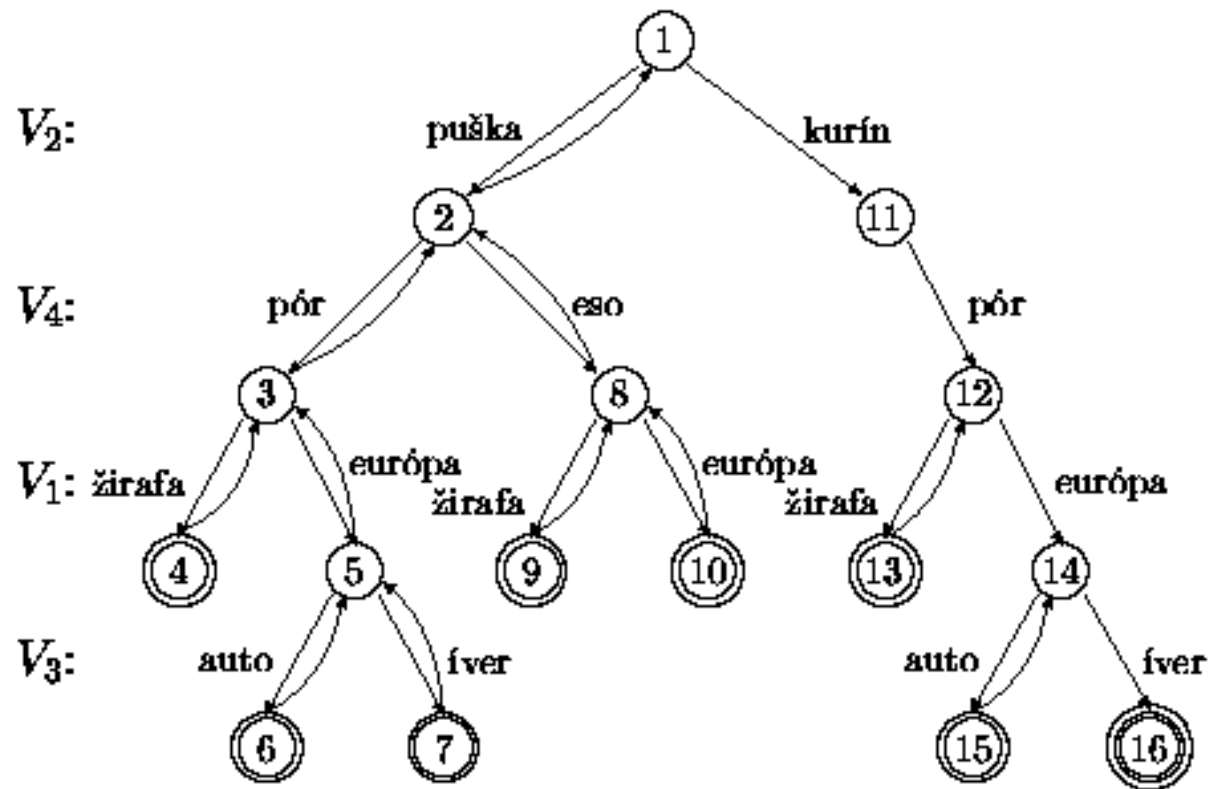 1
V₂: puška kurín
2 11
V₄: pór eso pór
3 8 12
V₁: žirafa európa žirafa európa žirafa európa
4 5 9 10 13 14
V₃: auto íver auto íver
6 7 15 16